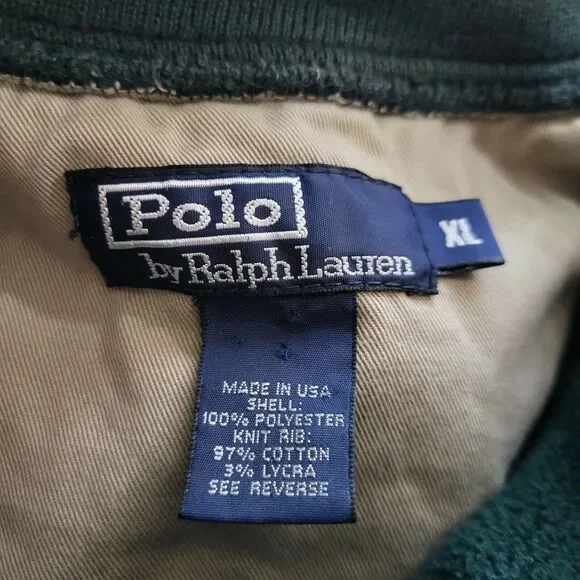 Polo
by Ralph Lauren
XL
MADE IN USA
SHELL:
100% POLYESTER
KNIT RIB:
97% COTTON
3% LYCRA
SEE REVERSE